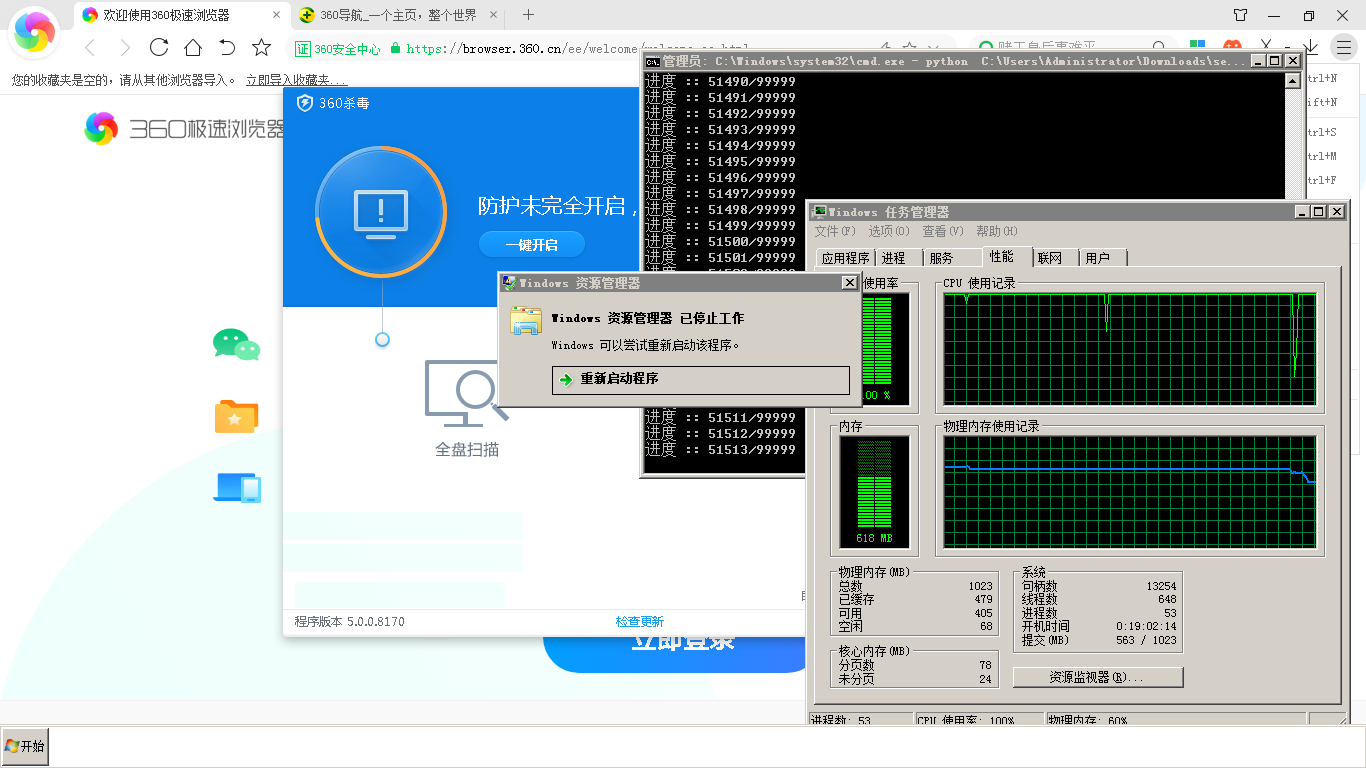 欢迎使用360极速浏览器
360导航_一个主页，整个世界
360安全中心
https://browser.360.cn/ee/welcome/welcome_ee.html
您的收藏夹是空的，请从其他浏览器导入。 立即导入收藏夹...
360极速浏览器
360杀毒
防护未完全开启，
一键开启
全盘扫描
程序版本 5.0.0.8170
检查更新
立即登录
管理员: C:\Windows\system32\cmd.exe - python  C:\Users\Administrator\Downloads\se...
进度 :: 51490/99999
进度 :: 51491/99999
进度 :: 51492/99999
进度 :: 51493/99999
进度 :: 51494/99999
进度 :: 51495/99999
进度 :: 51496/99999
进度 :: 51497/99999
进度 :: 51498/99999
进度 :: 51499/99999
进度 :: 51500/99999
进度 :: 51501/99999
进度 :: 51511/99999
进度 :: 51512/99999
进度 :: 51513/99999
trl+N
ift+N
trl+S
trl+M
trl+F
Windows 资源管理器
Windows 资源管理器 已停止工作
Windows 可以尝试重新启动该程序。
重新启动程序
Windows 任务管理器
文件(F) 选项(O) 查看(V) 帮助(H)
应用程序 进程 服务 性能 联网 用户
使用率
CPU 使用记录
00 %
内存
物理内存使用记录
618 MB
物理内存(MB)
总数 1023
已缓存 479
可用 405
空闲 68
系统
句柄数 13254
线程数 648
进程数 53
开机时间 0:19:02:14
提交(MB) 563 / 1023
核心内存(MB)
分页数 78
未分页 24
资源监视器(R)...
进程数: 53 CPU 使用率: 100% 物理内存: 60%
开始